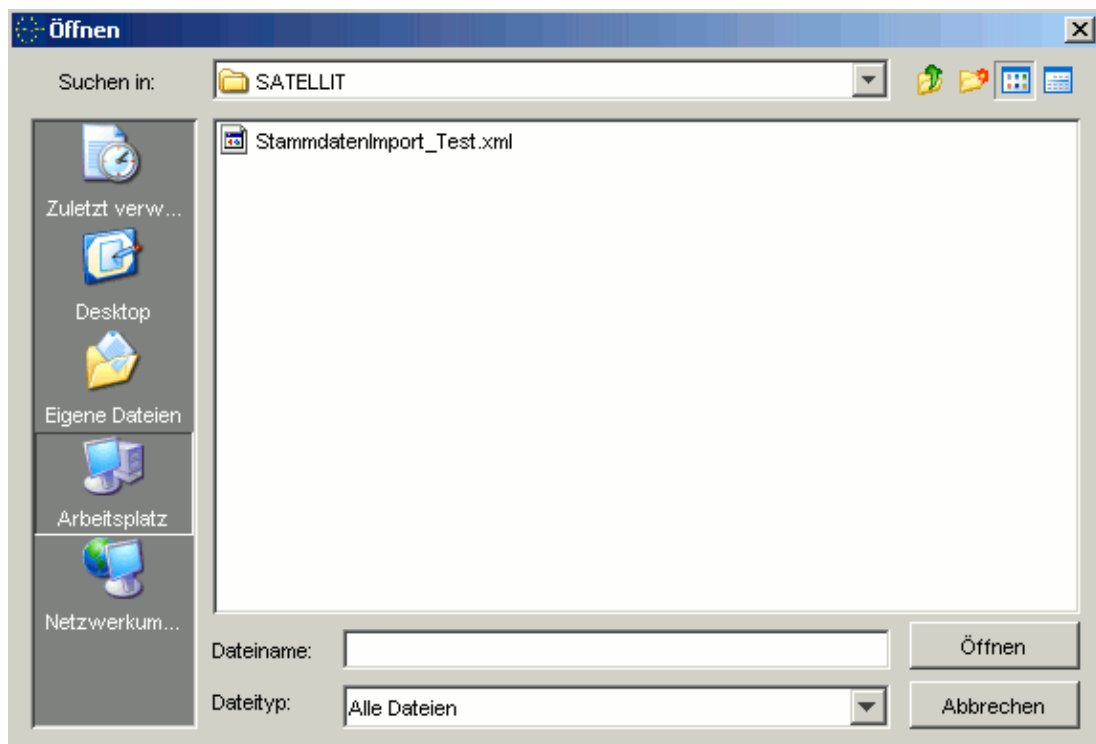 Öffnen
Suchen in: SATELLIT
StammdatenImport_Test.xml
Zuletzt verw...
Desktop
Eigene Dateien
Arbeitsplatz
Netzwerkum...
Dateiname: Öffnen
Dateityp: Alle Dateien Abbrechen